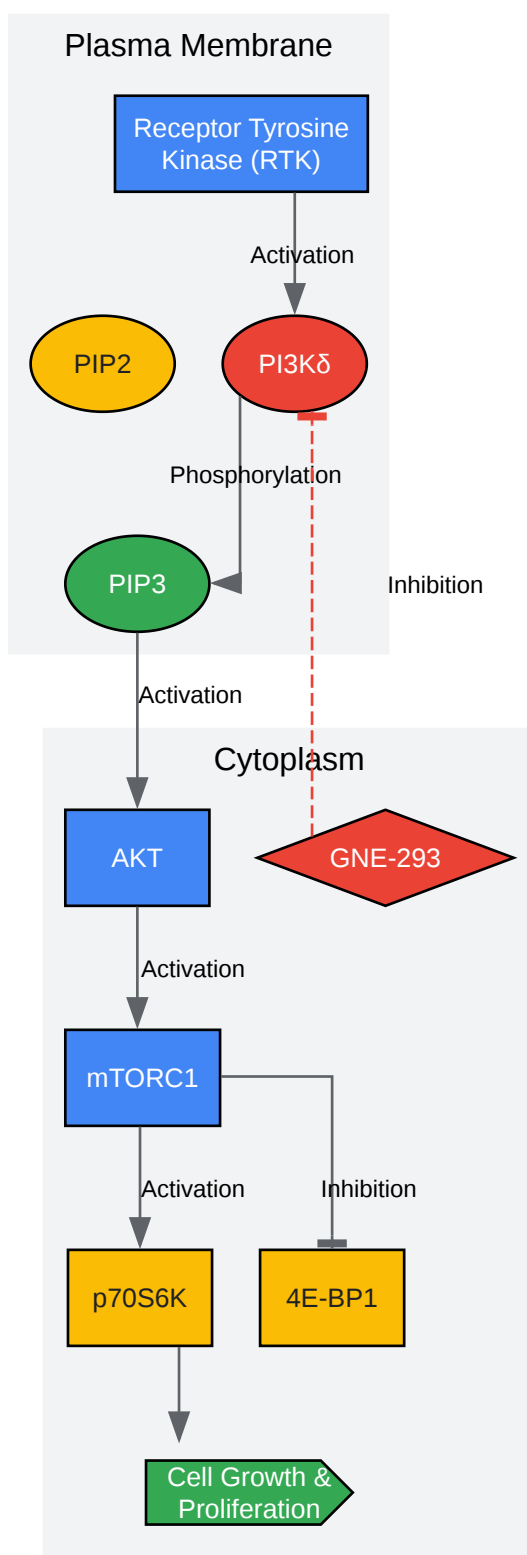 Plasma Membrane
Receptor Tyrosine
Kinase (RTK)
Activation
PIP2
PI3Kδ
Phosphorylation
PIP3
Inhibition
Activation
Cytoplasm
AKT
GNE-293
Activation
mTORC1
Activation
Inhibition
p70S6K
4E-BP1
Cell Growth &
Proliferation